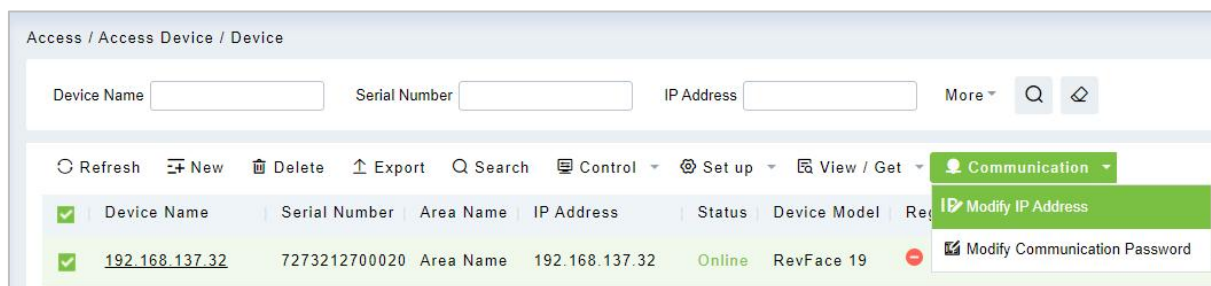 Access / Access Device / Device
Device Name Serial Number IP Address More
Refresh New Delete Export Search Control Set up View / Get Communication
Device Name Serial Number Area Name IP Address Status Device Model Reg
Modify IP Address
192.168.137.32 7273212700020 Area Name 192.168.137.32 Online RevFace 19
Modify Communication Password